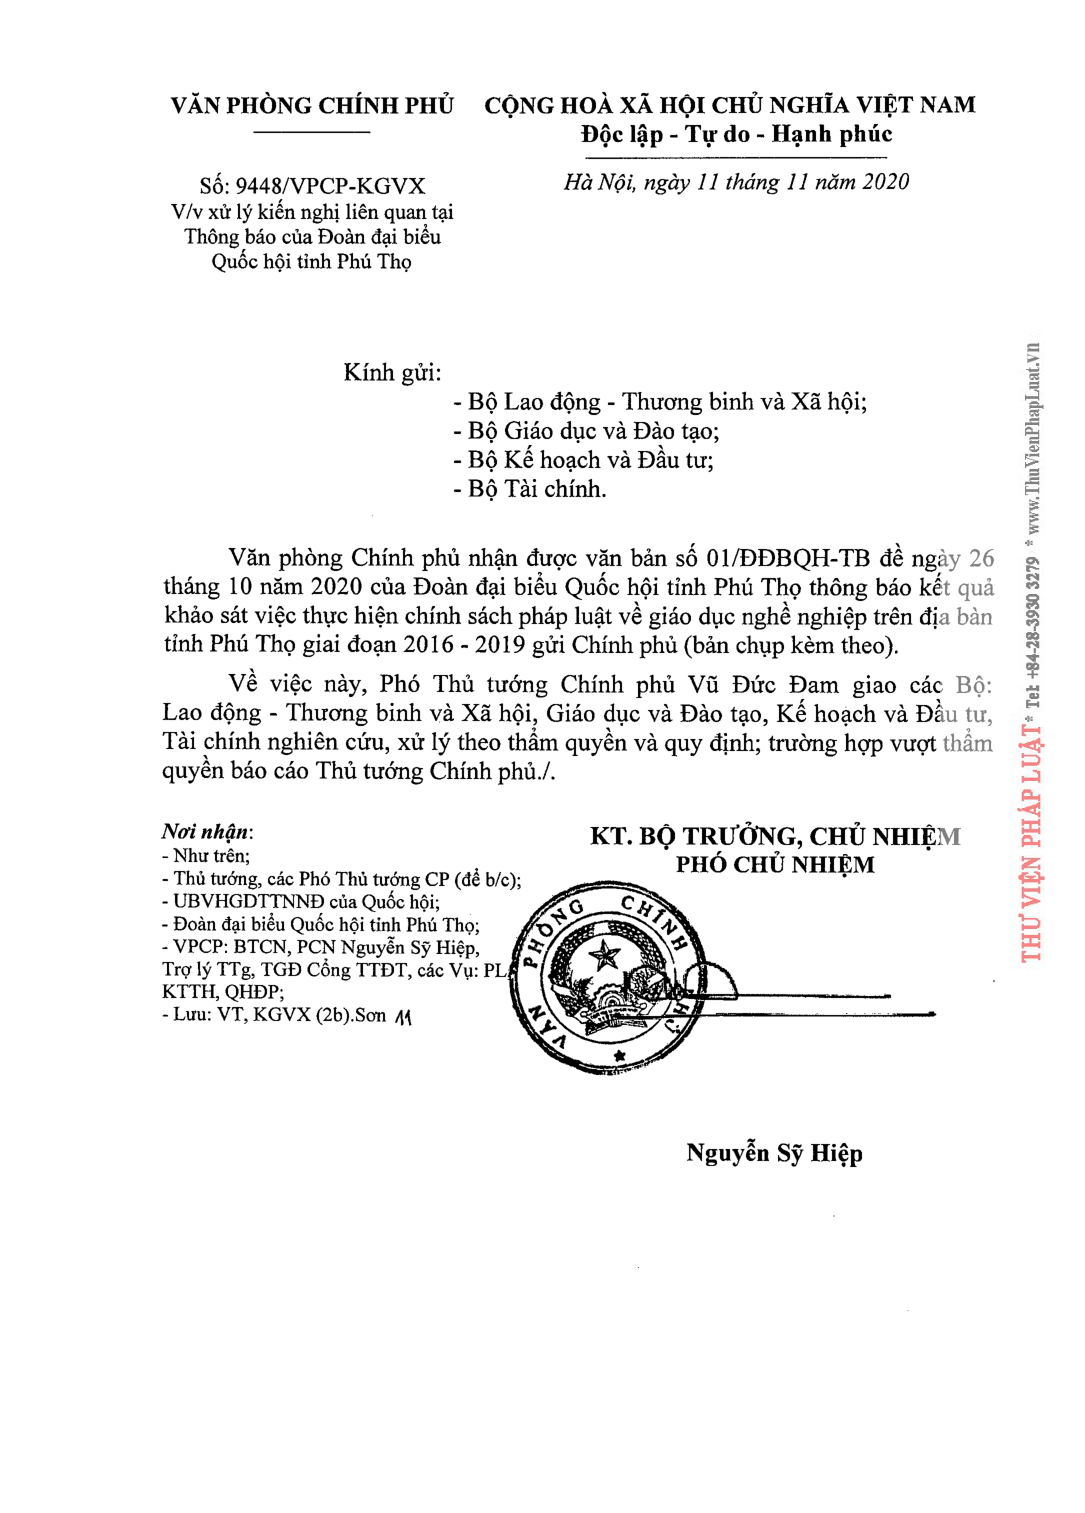 VĂN PHÒNG CHÍNH PHỦ
CỘNG HOÀ XÃ HỘI CHỦ NGHĨA VIỆT NAM
Độc lập - Tự do - Hạnh phúc
Số: 9448/VPCP-KGVX
V/v xử lý kiến nghị liên quan tại
Thông báo của Đoàn đại biểu
Quốc hội tỉnh Phú Thọ
Hà Nội, ngày 11 tháng 11 năm 2020
Kính gửi:
- Bộ Lao động - Thương binh và Xã hội;
- Bộ Giáo dục và Đào tạo;
- Bộ Kế hoạch và Đầu tư;
- Bộ Tài chính.
Văn phòng Chính phủ nhận được văn bản số 01/ĐĐBQH-TB đề ngày 26
tháng 10 năm 2020 của Đoàn đại biểu Quốc hội tỉnh Phú Thọ thông báo kết quả
khảo sát việc thực hiện chính sách pháp luật về giáo dục nghề nghiệp trên địa bàn
tỉnh Phú Thọ giai đoạn 2016 - 2019 gửi Chính phủ (bản chụp kèm theo).
Về việc này, Phó Thủ tướng Chính phủ Vũ Đức Đam giao các Bộ:
Lao động - Thương binh và Xã hội, Giáo dục và Đào tạo, Kế hoạch và Đầu tư,
Tài chính nghiên cứu, xử lý theo thẩm quyền và quy định; trường hợp vượt thẩm
quyền báo cáo Thủ tướng Chính phủ./.
Nơi nhận:
- Như trên;
- Thủ tướng, các Phó Thủ tướng CP (để b/c);
- UBVHGDTTNNĐ của Quốc hội;
- Đoàn đại biểu Quốc hội tỉnh Phú Thọ;
- VPCP: BTCN, PCN Nguyễn Sỹ Hiệp,
Trợ lý TTg, TGĐ Cổng TTĐT, các Vụ: PL,
KTTH, QHĐP;
- Lưu: VT, KGVX (2b).Sơn 11
KT. BỘ TRƯỞNG, CHỦ NHIỆM
PHÓ CHỦ NHIỆM
VĂN PHÒNG CHÍNH PHỦ
Nguyễn Sỹ Hiệp
THƯ VIỆN PHÁP LUẬT * Tel: +84-28-3930 3279 * www.ThuVienPhapLuat.vn